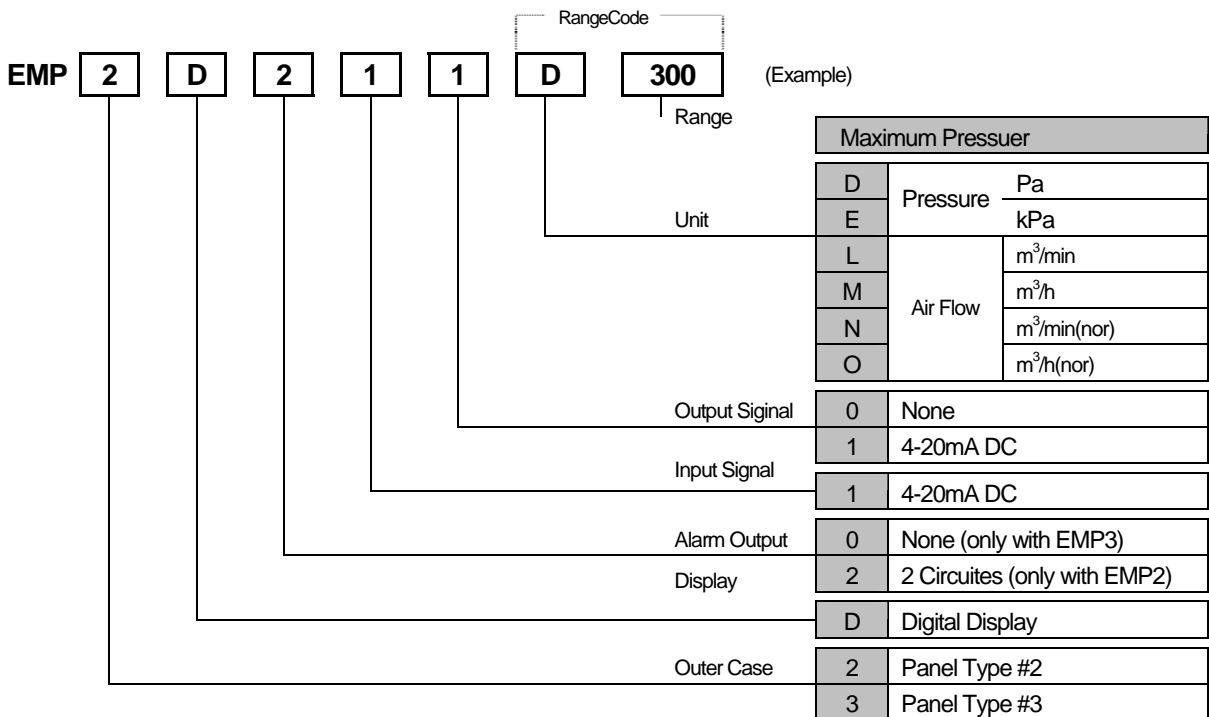 RangeCode
EMP 2 D 2 1 1 D 300 (Example)
Range
Maximum Pressuer
D Pressure Pa
Unit E kPa
L Air Flow m³/min
M m³/h
N m³/min(nor)
O m³/h(nor)
Output Siginal 0 None
1 4-20mA DC
Input Signal
1 4-20mA DC
Alarm Output 0 None (only with EMP3)
Display 2 2 Circuites (only with EMP2)
D Digital Display
Outer Case 2 Panel Type #2
3 Panel Type #3